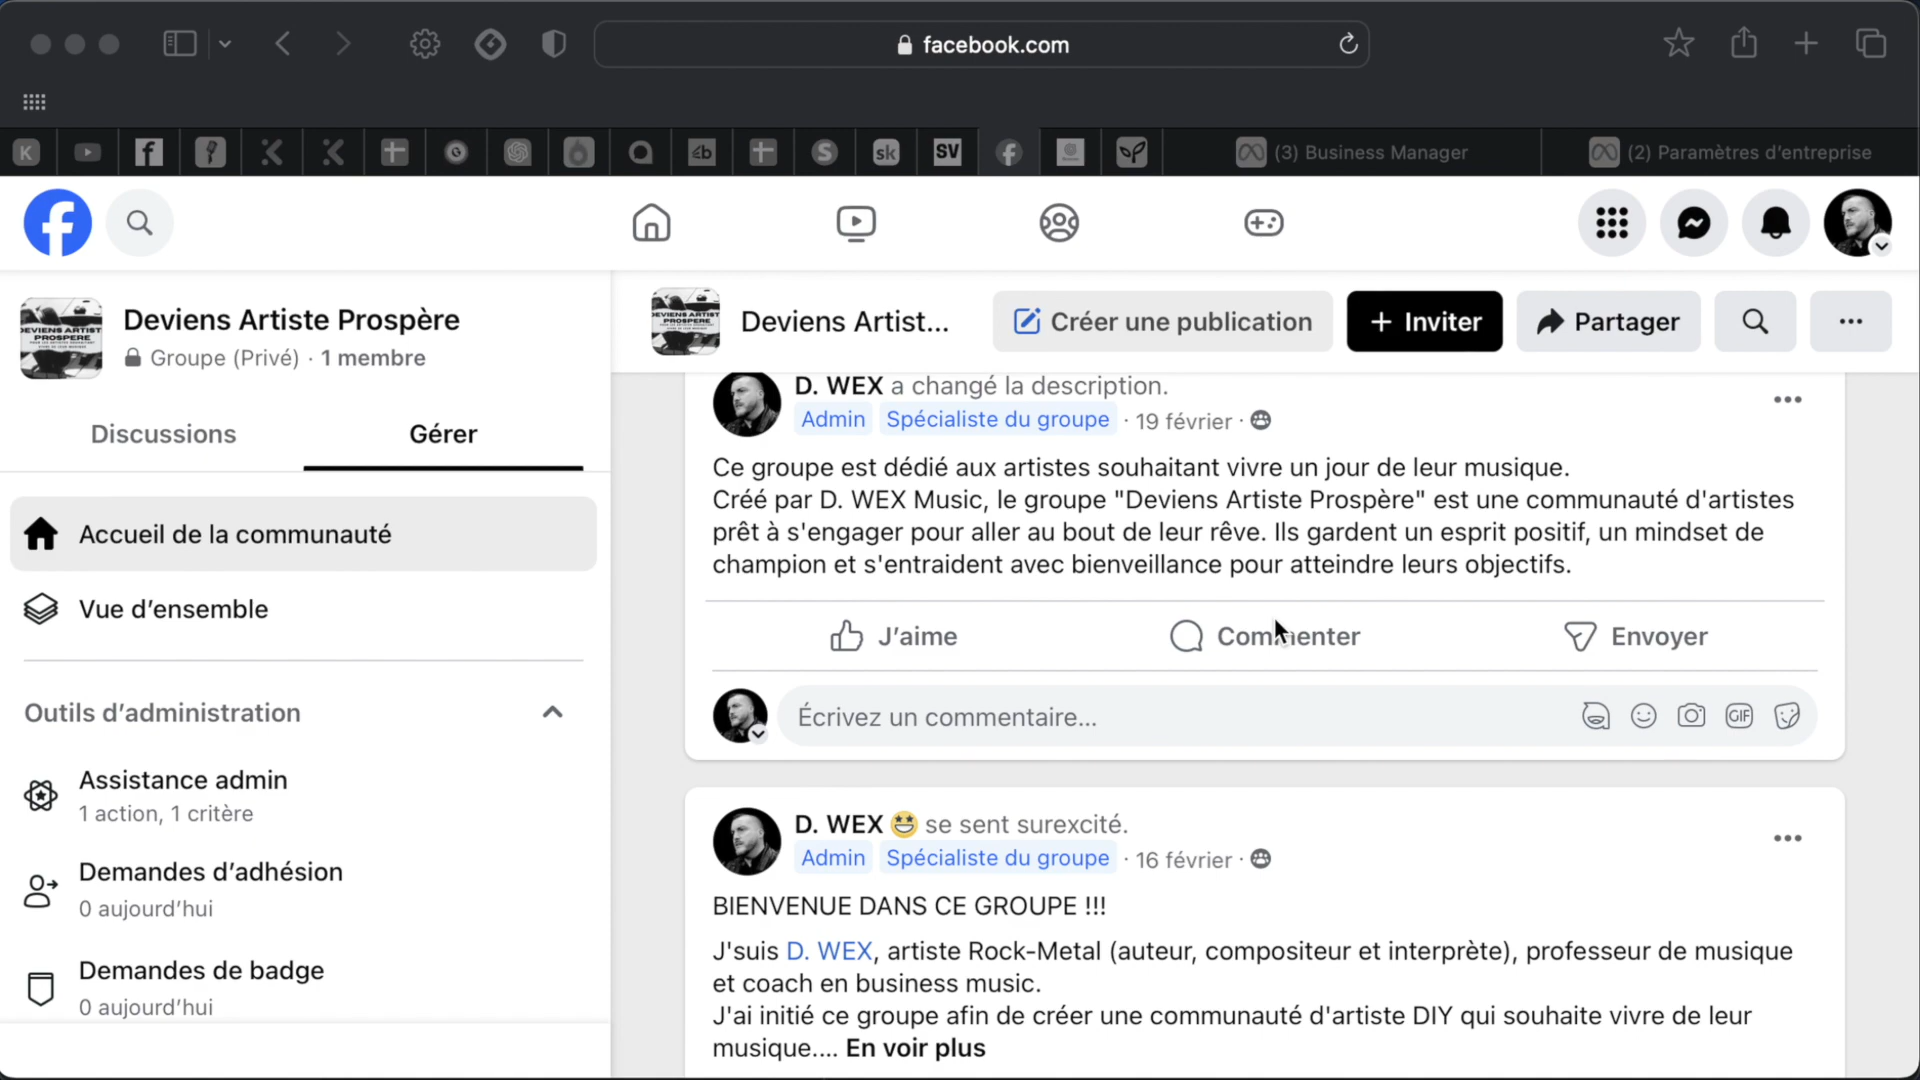 facebook.com
K
sk
SV
(3) Business Manager
(2) Paramètres d'entreprise
Deviens Artiste Prospère
Groupe (Privé) · 1 membre
Discussions
Gérer
Accueil de la communauté
Vue d'ensemble
Outils d'administration
Assistance admin
1 action, 1 critère
Demandes d'adhésion
0 aujourd'hui
Demandes de badge
0 aujourd'hui
Deviens Artist...
Créer une publication
+ Inviter
Partager
D. WEX a changé la description.
Admin Spécialiste du groupe · 19 février ·
Ce groupe est dédié aux artistes souhaitant vivre un jour de leur musique.
Créé par D. WEX Music, le groupe "Deviens Artiste Prospère" est une communauté d'artistes
prêt à s'engager pour aller au bout de leur rêve. Ils gardent un esprit positif, un mindset de
champion et s'entraident avec bienveillance pour atteindre leurs objectifs.
J'aime
Commenter
Envoyer
Écrivez un commentaire...
GIF
D. WEX 🤩 se sent surexcité.
Admin Spécialiste du groupe · 16 février ·
BIENVENUE DANS CE GROUPE !!!
J'suis D. WEX, artiste Rock-Metal (auteur, compositeur et interprète), professeur de musique
et coach en business music.
J'ai initié ce groupe afin de créer une communauté d'artiste DIY qui souhaite vivre de leur
musique.... En voir plus